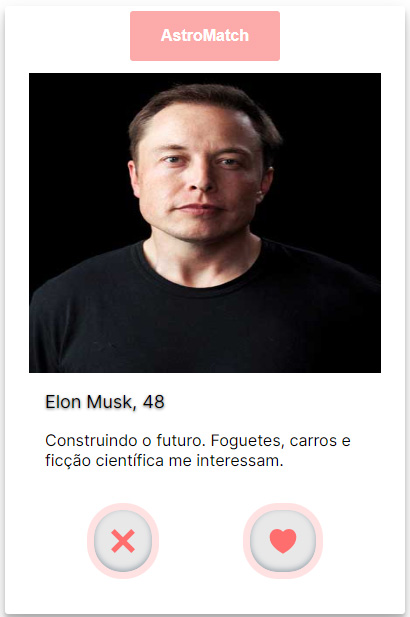 AstroMatch
Elon Musk, 48
Construindo o futuro. Foguetes, carros e
ficção científica me interessam.